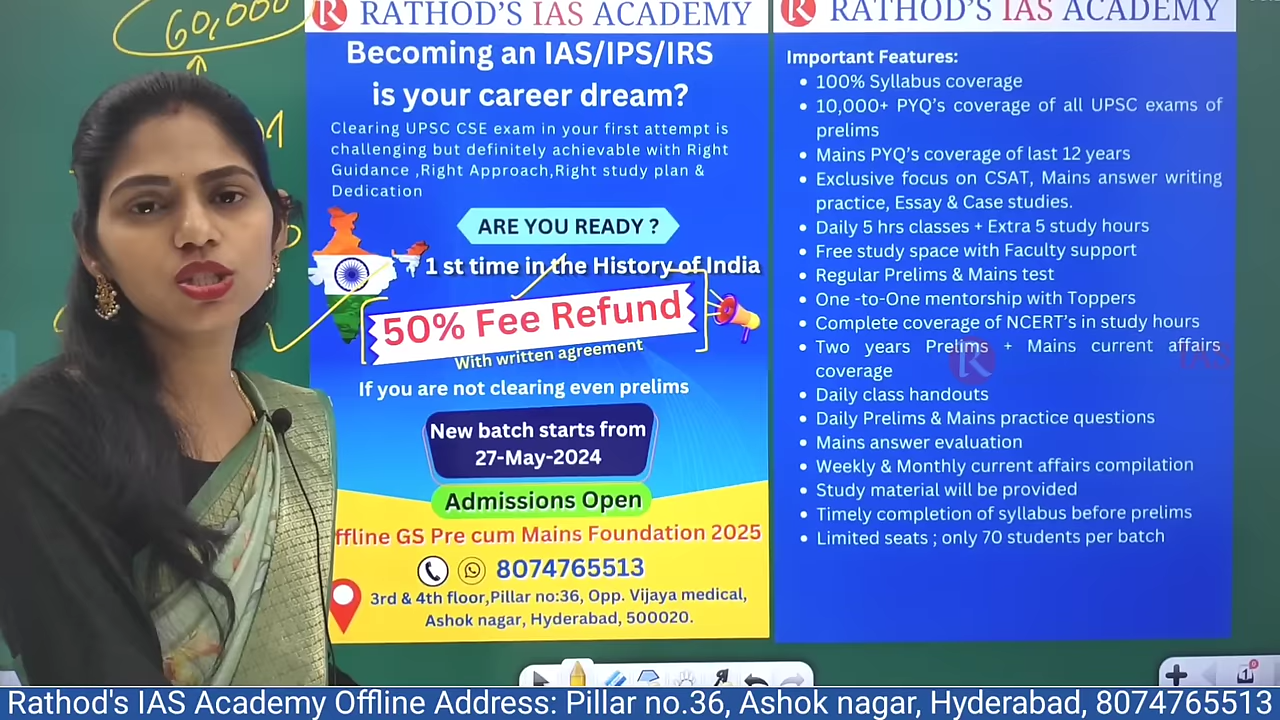 60,000
RATHOD'S IAS ACADEMY
Becoming an IAS/IPS/IRS
is your career dream?
Clearing UPSC CSE exam in your first attempt is
challenging but definitely achievable with Right
Guidance ,Right Approach,Right study plan &
Dedication
ARE YOU READY ?
1 st time in the History of India
50% Fee Refund
With written agreement
If you are not clearing even prelims
New batch starts from
27-May-2024
Admissions Open
ffline GS Pre cum Mains Foundation 2025
8074765513
3rd & 4th floor,Pillar no:36, Opp. Vijaya medical,
Ashok nagar, Hyderabad, 500020.
RATHOD'S IAS ACADEMY
Important Features:
• 100% Syllabus coverage
• 10,000+ PYQ's coverage of all UPSC exams of
prelims
• Mains PYQ's coverage of last 12 years
• Exclusive focus on CSAT, Mains answer writing
practice, Essay & Case studies.
• Daily 5 hrs classes + Extra 5 study hours
• Free study space with Faculty support
• Regular Prelims & Mains test
• One -to-One mentorship with Toppers
• Complete coverage of NCERT's in study hours
• Two years Prelims + Mains current affairs
coverage
• Daily class handouts
• Daily Prelims & Mains practice questions
• Mains answer evaluation
• Weekly & Monthly current affairs compilation
• Study material will be provided
• Timely completion of syllabus before prelims
• Limited seats ; only 70 students per batch
IAS
Rathod's IAS Academy Offline Address: Pillar no.36, Ashok nagar, Hyderabad, 8074765513